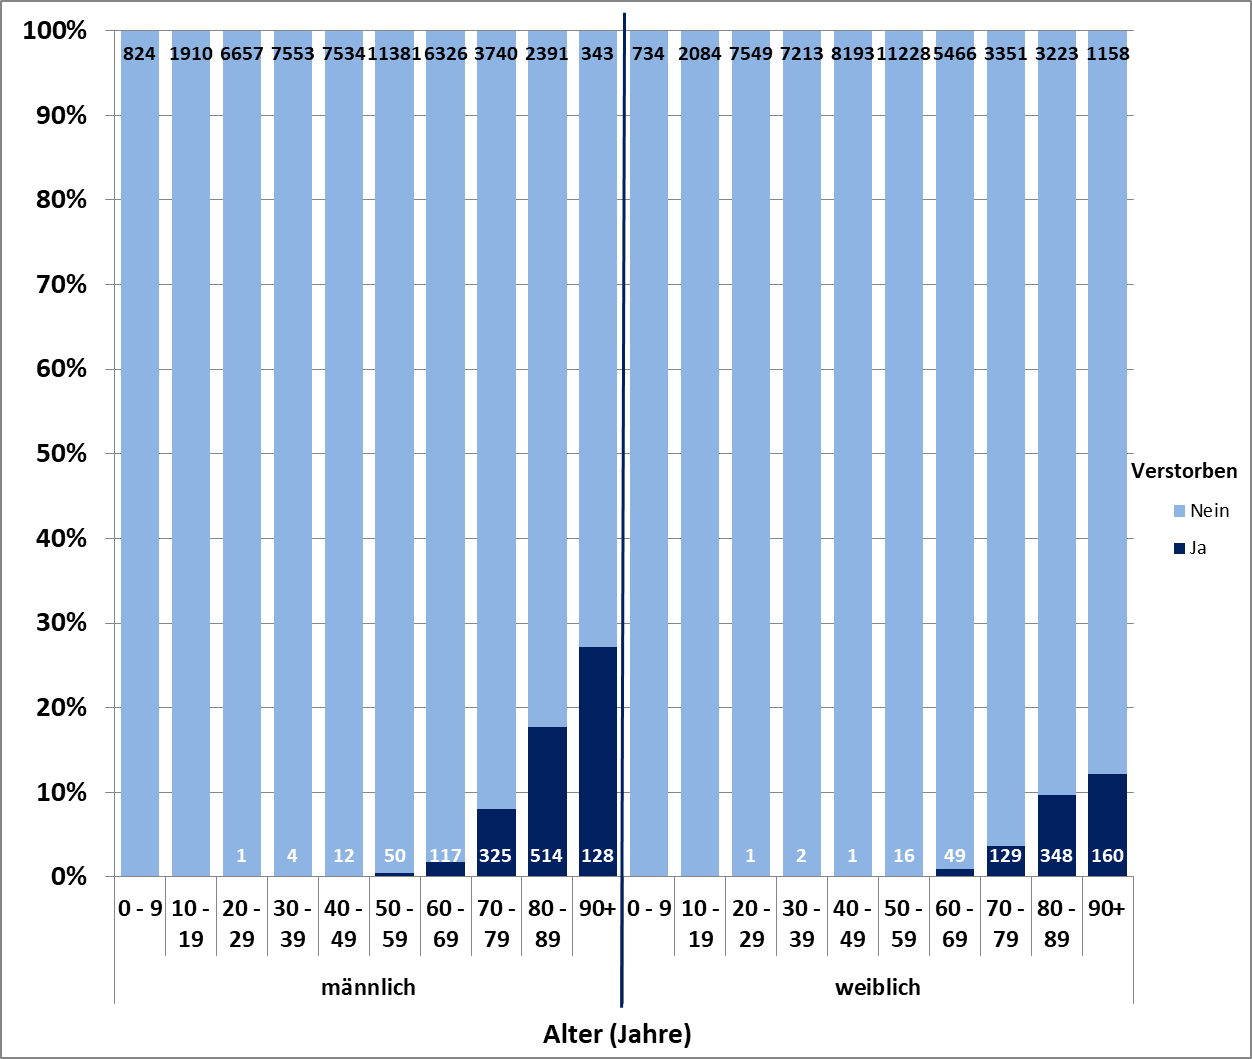 100%
90%
80%
70%
60%
50%
40%
30%
20%
10%
0%
824 1910 6657 7553 7534 11381 6326 3740 2391 343 734 2084 7549 7213 8193 11228 5466 3351 3223 1158
1 4 12 50 117 325 514 128 1 2 1 16 49 129 348 160
0 - 9 10 - 20 - 30 - 40 - 50 - 60 - 70 - 80 - 90+ 0 - 9 10 - 20 - 30 - 40 - 50 - 60 - 70 - 80 - 90+
19 29 39 49 59 69 79 89 19 29 39 49 59 69 79 89
männlich weiblich
Alter (Jahre)
Verstorben
Nein
Ja